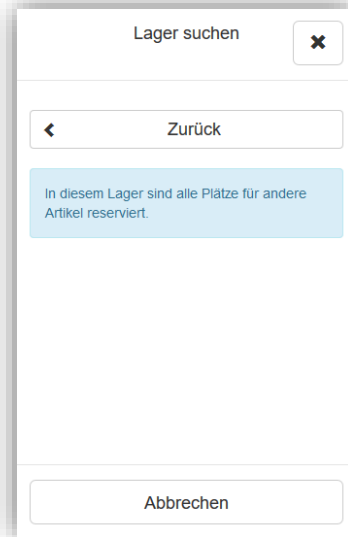 Lager suchen
Zurück
In diesem Lager sind alle Plätze für andere
Artikel reserviert.
Abbrechen